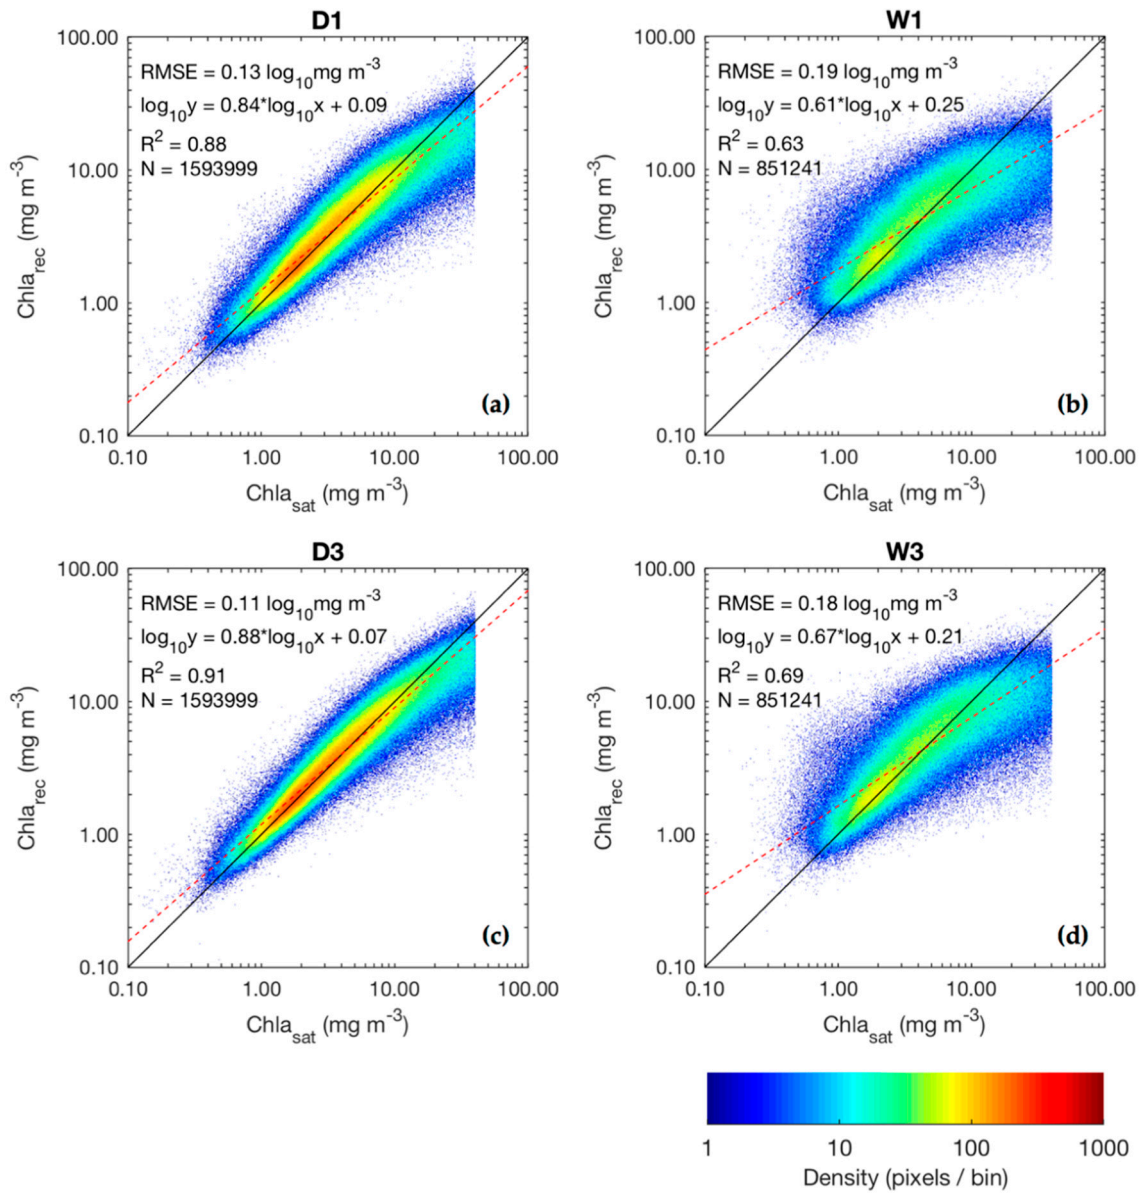 D1
100.00
RMSE = 0.13 log10mg m-3
log10y = 0.84*log10x + 0.09
R2 = 0.88
N = 1593999
10.00
1.00
0.10
Chlarec (mg m-3)
(a)
0.10 1.00 10.00 100.00
Chlasat (mg m-3)
W1
100.00
RMSE = 0.19 log10mg m-3
log10y = 0.61*log10x + 0.25
R2 = 0.63
N = 851241
10.00
1.00
0.10
Chlarec (mg m-3)
(b)
0.10 1.00 10.00 100.00
Chlasat (mg m-3)
D3
100.00
RMSE = 0.11 log10mg m-3
log10y = 0.88*log10x + 0.07
R2 = 0.91
N = 1593999
10.00
1.00
0.10
Chlarec (mg m-3)
(c)
0.10 1.00 10.00 100.00
Chlasat (mg m-3)
W3
100.00
RMSE = 0.18 log10mg m-3
log10y = 0.67*log10x + 0.21
R2 = 0.69
N = 851241
10.00
1.00
0.10
Chlarec (mg m-3)
(d)
0.10 1.00 10.00 100.00
Chlasat (mg m-3)
1 10 100 1000
Density (pixels / bin)